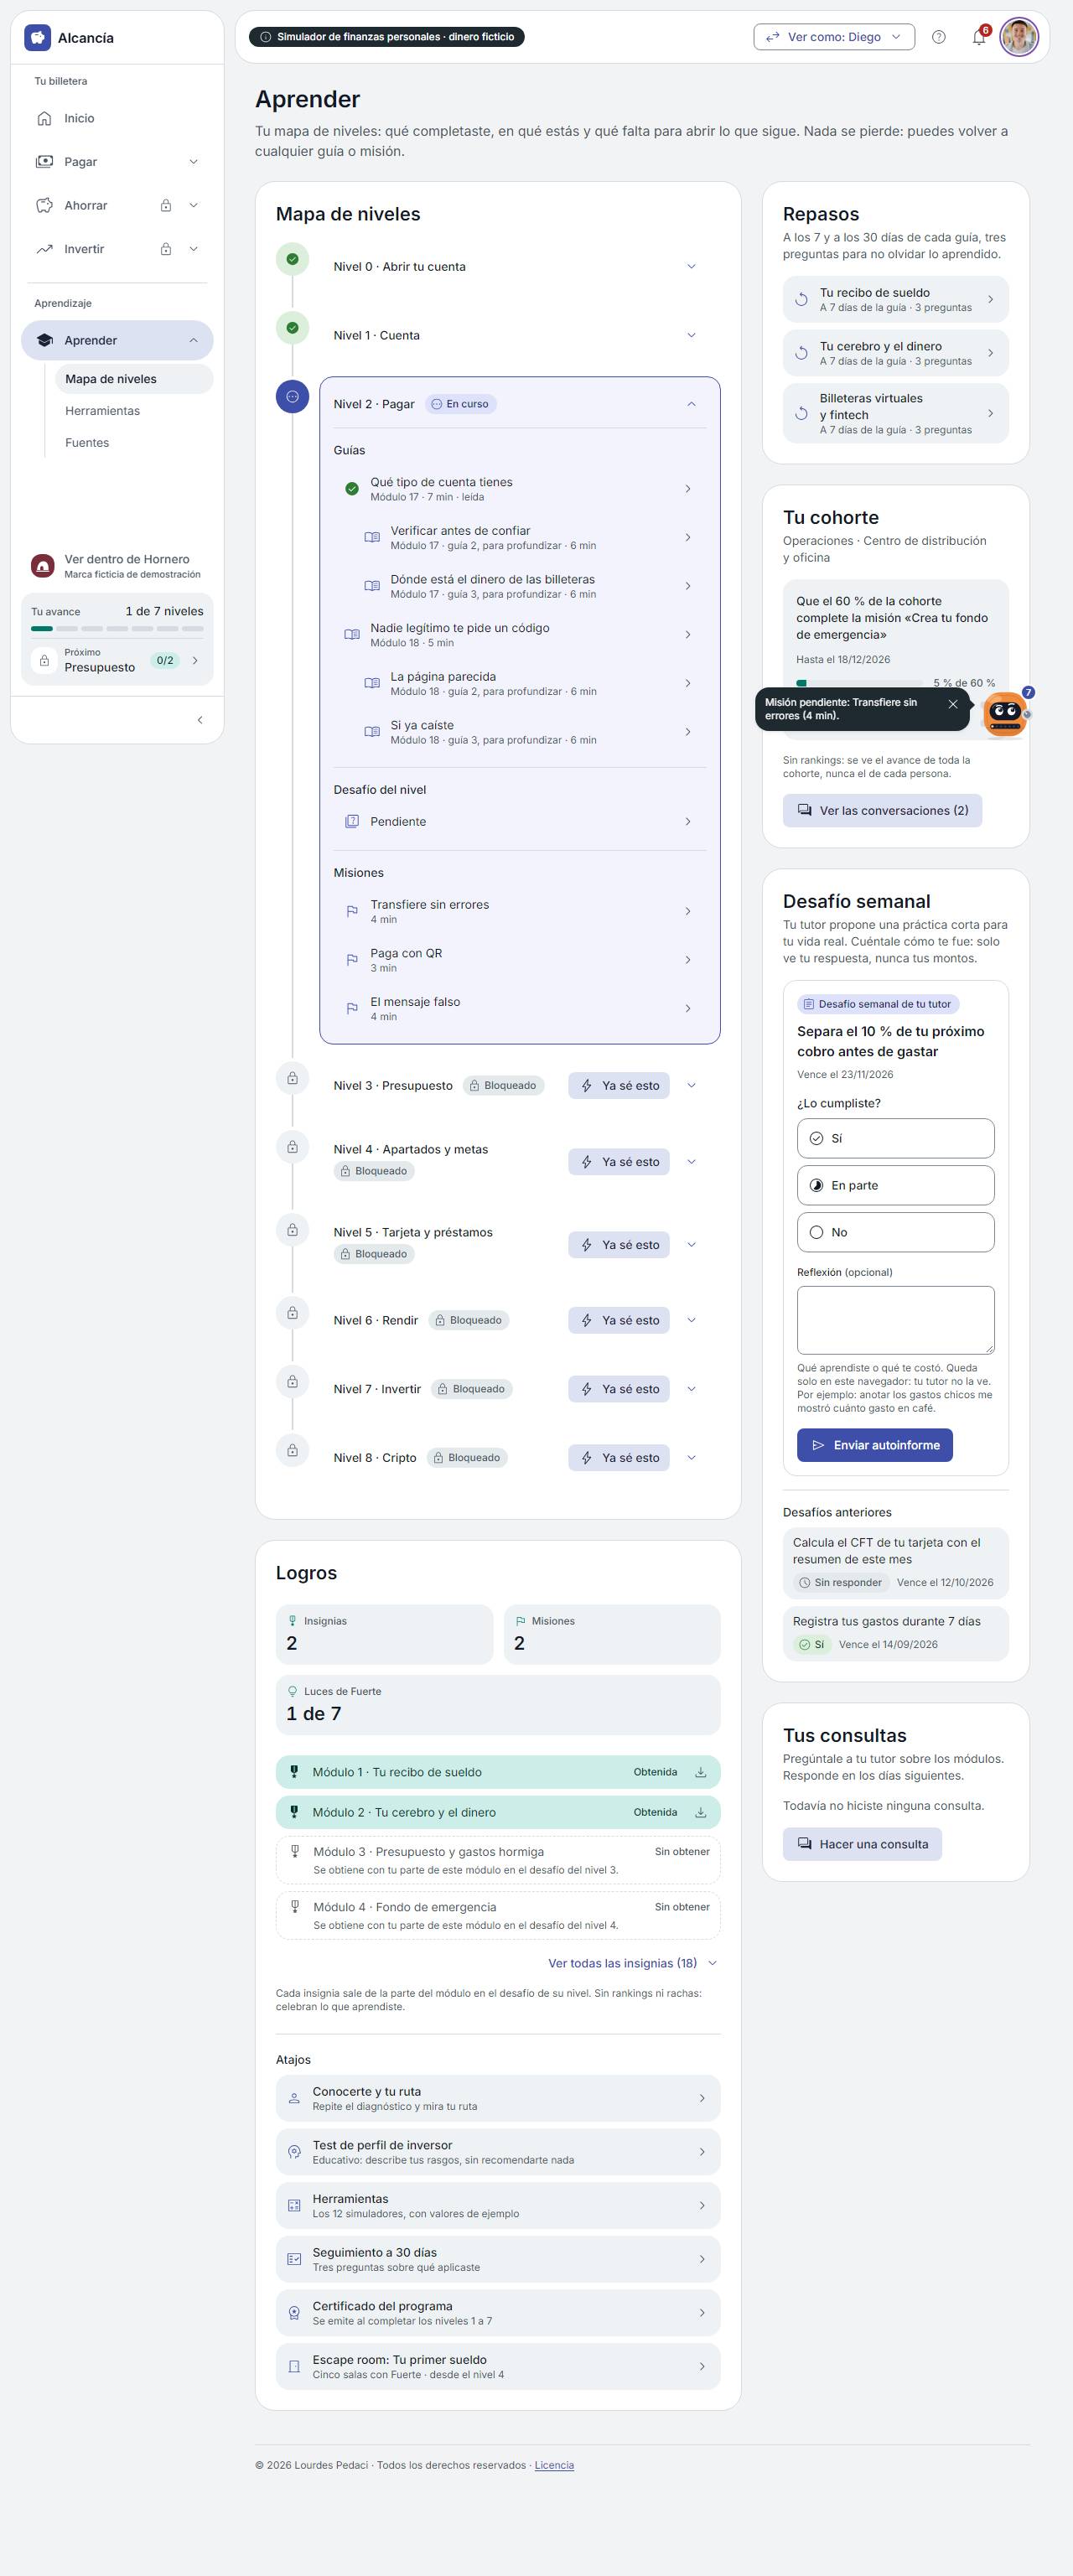 Alcancía
Tu billetera
Inicio
Pagar
Ahorrar
Invertir
Aprendizaje
Aprender
Mapa de niveles
Herramientas
Fuentes
Ver dentro de Hornero
Marca ficticia de demostración
Tu avance 1 de 7 niveles
Próximo
Presupuesto 0/2
Simulador de finanzas personales · dinero ficticio
Ver como: Diego
6
Aprender
Tu mapa de niveles: qué completaste, en qué estás y qué falta para abrir lo que sigue. Nada se pierde: puedes volver a
cualquier guía o misión.
Mapa de niveles
Nivel 0 · Abrir tu cuenta
Nivel 1 · Cuenta
Nivel 2 · Pagar En curso
Guías
Qué tipo de cuenta tienes
Módulo 17 · 7 min · leída
Verificar antes de confiar
Módulo 17 · guía 2, para profundizar · 6 min
Dónde está el dinero de las billeteras
Módulo 17 · guía 3, para profundizar · 6 min
Nadie legítimo te pide un código
Módulo 18 · 5 min
La página parecida
Módulo 18 · guía 2, para profundizar · 6 min
Si ya caíste
Módulo 18 · guía 3, para profundizar · 6 min
Desafío del nivel
Pendiente
Misiones
Transfiere sin errores
4 min
Paga con QR
3 min
El mensaje falso
4 min
Nivel 3 · Presupuesto Bloqueado Ya sé esto
Nivel 4 · Apartados y metas
Bloqueado Ya sé esto
Nivel 5 · Tarjeta y préstamos
Bloqueado Ya sé esto
Nivel 6 · Rendir Bloqueado Ya sé esto
Nivel 7 · Invertir Bloqueado Ya sé esto
Nivel 8 · Cripto Bloqueado Ya sé esto
Logros
Insignias
2
Misiones
2
Luces de Fuerte
1 de 7
Módulo 1 · Tu recibo de sueldo Obtenida
Módulo 2 · Tu cerebro y el dinero Obtenida
Módulo 3 · Presupuesto y gastos hormiga Sin obtener
Se obtiene con tu parte de este módulo en el desafío del nivel 3.
Módulo 4 · Fondo de emergencia Sin obtener
Se obtiene con tu parte de este módulo en el desafío del nivel 4.
Ver todas las insignias (18)
Cada insignia sale de la parte del módulo en el desafío de su nivel. Sin rankings ni rachas:
celebran lo que aprendiste.
Atajos
Conocerte y tu ruta
Repite el diagnóstico y mira tu ruta
Test de perfil de inversor
Educativo: describe tus rasgos, sin recomendarte nada
Herramientas
Los 12 simuladores, con valores de ejemplo
Seguimiento a 30 días
Tres preguntas sobre qué aplicaste
Certificado del programa
Se emite al completar los niveles 1 a 7
Escape room: Tu primer sueldo
Cinco salas con Fuerte · desde el nivel 4
Repasos
A los 7 y a los 30 días de cada guía, tres
preguntas para no olvidar lo aprendido.
Tu recibo de sueldo
A 7 días de la guía · 3 preguntas
Tu cerebro y el dinero
A 7 días de la guía · 3 preguntas
Billeteras virtuales
y fintech
A 7 días de la guía · 3 preguntas
Tu cohorte
Operaciones · Centro de distribución
y oficina
Que el 60 % de la cohorte
complete la misión «Crea tu fondo
de emergencia»
Hasta el 18/12/2026
5 % de 60 %
Misión pendiente: Transfiere sin
errores (4 min).
7
Sin rankings: se ve el avance de toda la
cohorte, nunca el de cada persona.
Ver las conversaciones (2)
Desafío semanal
Tu tutor propone una práctica corta para
tu vida real. Cuéntale cómo te fue: solo
ve tu respuesta, nunca tus montos.
Desafío semanal de tu tutor
Separa el 10 % de tu próximo
cobro antes de gastar
Vence el 23/11/2026
¿Lo cumpliste?
Sí
En parte
No
Reflexión (opcional)
Qué aprendiste o qué te costó. Queda
solo en este navegador: tu tutor no la ve.
Por ejemplo: anotar los gastos chicos me
mostró cuánto gasto en café.
Enviar autoinforme
Desafíos anteriores
Calcula el CFT de tu tarjeta con el
resumen de este mes
Sin responder Vence el 12/10/2026
Registra tus gastos durante 7 días
Sí Vence el 14/09/2026
Tus consultas
Pregúntale a tu tutor sobre los módulos.
Responde en los días siguientes.
Todavía no hiciste ninguna consulta.
Hacer una consulta
© 2026 Lourdes Pedaci · Todos los derechos reservados · Licencia